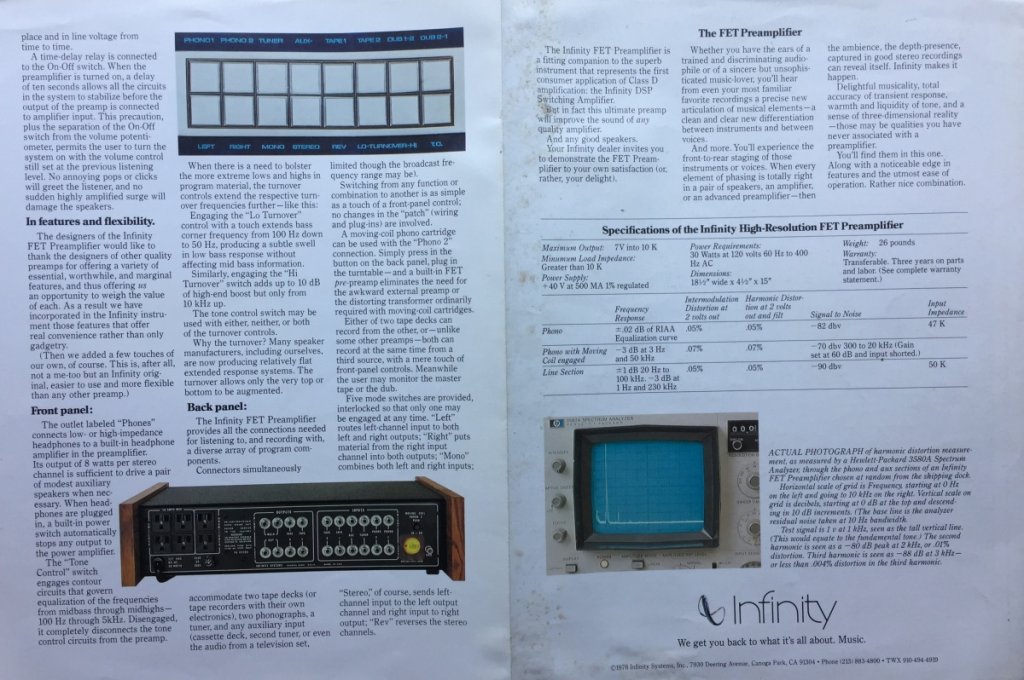 place and in line voltage from
time to time.
A time-delay relay is connected
to the On-Off switch. When the
preamplifier is turned on, a delay
of ten seconds allows all the circuits
in the system to stabilize before the
output of the preamp is connected
to amplifier input. This precaution,
plus the separation of the On-Off
switch from the volume potenti-
ometer, permits the user to turn the
system on with the volume control
still set at the previous listening
level. No annoying pops or clicks
will greet the listener, and no
sudden highly amplified surge will
damage the speakers.
In features and flexibility.
The designers of the Infinity
FET Preamplifier would like to
thank the designers of other quality
preamps for offering a variety of
essential, worthwhile, and marginal
features, and thus offering us
an opportunity to weigh the value
of each. As a result we have
incorporated in the Infinity instru-
ment those features that offer
real convenience rather than only
gadgetry.
(Then we added a few touches of
our own, of course. This is, after all,
not a me-too but an Infinity orig-
inal, easier to use and more flexible
than any other preamp.)
Front panel:
The outlet labeled "Phones"
connects low- or high-impedance
headphones to a built-in headphone
amplifier in the preamplifier.
Its output of 8 watts per stereo
channel is sufficient to drive a pair
of modest auxiliary
speakers when nec-
essary. When head-
phones are plugged
in, a built-in power
switch automatically
stops any output to
the power amplifier.
The "Tone
Control" switch
engages contour
circuits that govern
equalization of the frequencies
from midbass through midhighs—
100 Hz through 5kHz. Disengaged,
it completely disconnects the tone
control circuits from the preamp.
PHONO 1 PHONO 2 TUNER AUX TAPE 1 TAPE 2 DUB 1-2 DUB 2-1
LEFT RIGHT MONO STEREO REV LO-TURNOVER-HI T.C.
When there is a need to bolster
the more extreme lows and highs in
program material, the turnover
controls extend the respective turn-
over frequencies further—like this:
Engaging the "Lo Turnover"
control with a touch extends bass
corner frequency from 100 Hz down
to 50 Hz, producing a subtle swell
in low bass response without
affecting mid bass information.
Similarly, engaging the "Hi
Turnover" switch adds up to 10 dB
of high-end boost but only from
10 kHz up.
The tone control switch may be
used with either, neither, or both
of the turnover controls.
Why the turnover? Many speaker
manufacturers, including ourselves,
are now producing relatively flat
extended response systems. The
turnover allows only the very top or
bottom to be augmented.
Back panel:
The Infinity FET Preamplifier
provides all the connections needed
for listening to, and recording with,
a diverse array of program com-
ponents.
Connectors simultaneously
accommodate two tape decks (or
tape recorders with their own
electronics), two phonographs, a
tuner, and any auxiliary input
(cassette deck, second tuner, or even
the audio from a television set,
limited though the broadcast fre-
quency range may be).
Switching from any function or
combination to another is as simple
as a touch of a front-panel control;
no changes in the "patch" (wiring
and plug-ins) are involved.
A moving-coil phono cartridge
can be used with the "Phono 2"
connection. Simply press in the
button on the back panel, plug in
the turntable—and a built-in FET
pre-preamp eliminates the need for
the awkward external preamp or
the distorting transformer ordinarily
required with moving-coil cartridges.
Either of two tape decks can
record from the other, or—unlike
some other preamps—both can
record at the same time from a
third source, with a mere touch of
front-panel controls. Meanwhile
the user may monitor the master
tape or the dub.
Five mode switches are provided,
interlocked so that only one may
be engaged at any time. "Left"
routes left-channel input to both
left and right outputs; "Right" puts
material from the right input
channel into both outputs; "Mono"
combines both left and right inputs;
"Stereo," of course, sends left-
channel input to the left output
channel and right input to right
output; "Rev" reverses the stereo
channels.
OUTPUTS
INPUTS
The FET Preamplifier
The Infinity FET Preamplifier is
a fitting companion to the superb
instrument that represents the first
consumer application of Class D
amplification: the Infinity DSP
Switching Amplifier.
But in fact this ultimate preamp
will improve the sound of any
quality amplifier.
And any good speakers.
Your Infinity dealer invites you
to demonstrate the FET Pream-
plifier to your own satisfaction (or,
rather, your delight).
Whether you have the ears of a
trained and discriminating audio-
phile or of a sincere but unsophis-
ticated music-lover, you'll hear
from even your most familiar
favorite recordings a precise new
articulation of musical elements—a
clean and clear new differentiation
between instruments and between
voices.
And more. You'll experience the
front-to-rear staging of those
instruments or voices. When every
element of phasing is totally right
in a pair of speakers, an amplifier,
or an advanced preamplifier—then
the ambience, the depth-presence,
captured in good stereo recordings
can reveal itself. Infinity makes it
happen.
Delightful musicality, total
accuracy of transient response,
warmth and liquidity of tone, and a
sense of three-dimensional reality
—those may be qualities you have
never associated with a
preamplifier.
You'll find them in this one.
Along with a noticeable edge in
features and the utmost ease of
operation. Rather nice combination.
Specifications of the Infinity High-Resolution FET Preamplifier
Maximum Output: 7V into 10 K
Minimum Load Impedance:
Greater than 10 K
Power Supply:
+40 V at 500 MA 1% regulated
Power Requirements:
30 Watts at 120 volts 60 Hz to 400
Hz AC
Dimensions:
18½" wide x 4½" x 15"
Weight: 26 pounds
Warranty:
Transferable. Three years on parts
and labor. (See complete warranty
statement.)
Frequency Response Intermodulation Distortion at 2 volts out Harmonic Distor- tion at 2 volts out and filt Signal to Noise Input Impedance
Phono ±.02 dB of RIAA Equalization curve .05% .05% −82 dbv 47 K
Phono with Moving Coil engaged −3 dB at 3 Hz and 50 kHz .07% .07% −70 dbv 300 to 20 kHz (Gain set at 60 dB and input shorted.)
Line Section ±1 dB 20 Hz to 100 kHz. −3 dB at 1 Hz and 230 kHz .05% .05% −90 dbv 50 K
hp
SPECTRUM ANALYZER
ACTUAL PHOTOGRAPH of harmonic distortion measure-
ment, as measured by a Hewlett-Packard 3580A Spectrum
Analyzer, through the phono and aux sections of an Infinity
FET Preamplifier chosen at random from the shipping dock.
Horizontal scale of grid is Frequency, starting at 0 Hz
on the left and going to 10 kHz on the right. Vertical scale on
grid is decibels, starting at 0 dB at the top and descend-
ing in 10 dB increments. (The base line is the analyzer
residual noise taken at 10 Hz bandwidth.
Test signal is 1 v at 1 kHz, seen as the tall vertical line.
(This would equate to the fundamental tone.) The second
harmonic is seen as a −80 dB peak at 2 kHz, or .01%
distortion. Third harmonic is seen as −88 dB at 3 kHz—
or less than .004% distortion in the third harmonic.
Infinity
We get you back to what it's all about. Music.
©1978 Infinity Systems, Inc., 7930 Deering Avenue, Canoga Park, CA 91304 • Phone (213) 883-4800 • TWX 910-494-4919